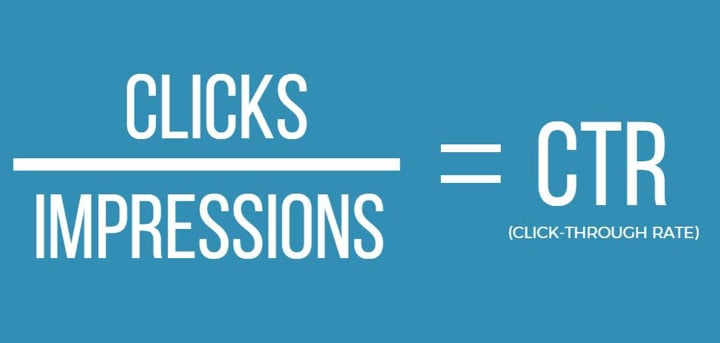 CLICKS
IMPRESSIONS
= CTR
(CLICK-THROUGH RATE)